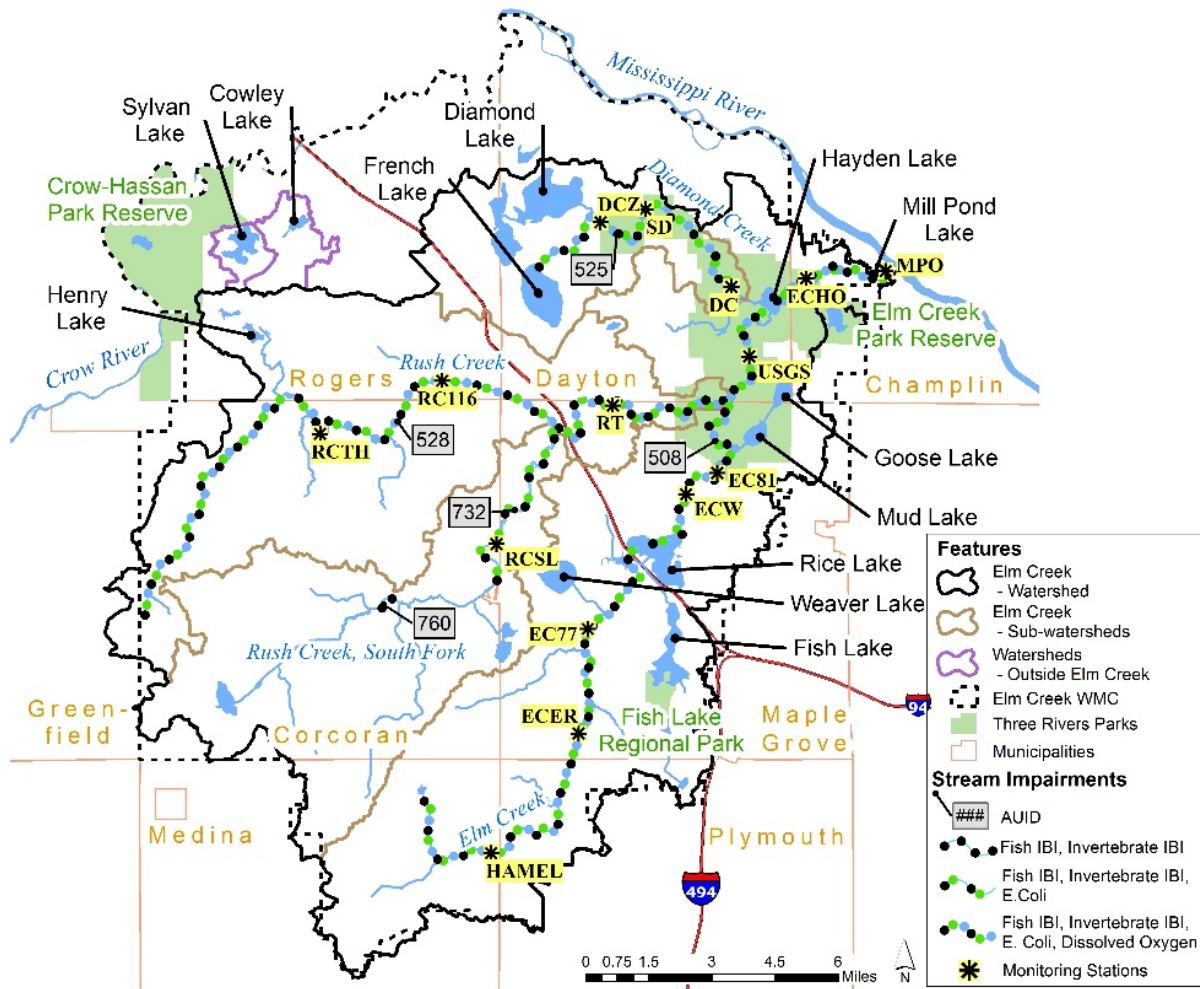 Mississippi River
Cowley
Lake
Sylvan
Lake
Diamond
Lake
French
Lake
Hayden Lake
Diamond Creek
Crow-Hassan
Park Reserve
Mill Pond
Lake
DCZ
SD
525
MPO
DC
ECHO
Henry
Lake
Elm Creek
Park Reserve
Crow River
Rush Creek
Rogers
Dayton
USGS
Champlin
RC116
RT
RCTH
528
508
Goose Lake
EC81
ECW
Mud Lake
732
RCSL
Rice Lake
Weaver Lake
760
EC77
Fish Lake
Rush Creek, South Fork
Green-
field
Corcoran
ECER
Fish Lake
Regional Park
Maple
Grove
94
Medina
Elm Creek
Plymouth
HAMEL
494
0 0.75 1.5 3 4.5 6
Miles
N
Features
Elm Creek
- Watershed
Elm Creek
- Sub-watersheds
Watersheds
- Outside Elm Creek
Elm Creek WMC
Three Rivers Parks
Municipalities
Stream Impairments
### AUID
Fish IBI, Invertebrate IBI
Fish IBI, Invertebrate IBI,
E.Coli
Fish IBI, Invertebrate IBI,
E. Coli, Dissolved Oxygen
Monitoring Stations